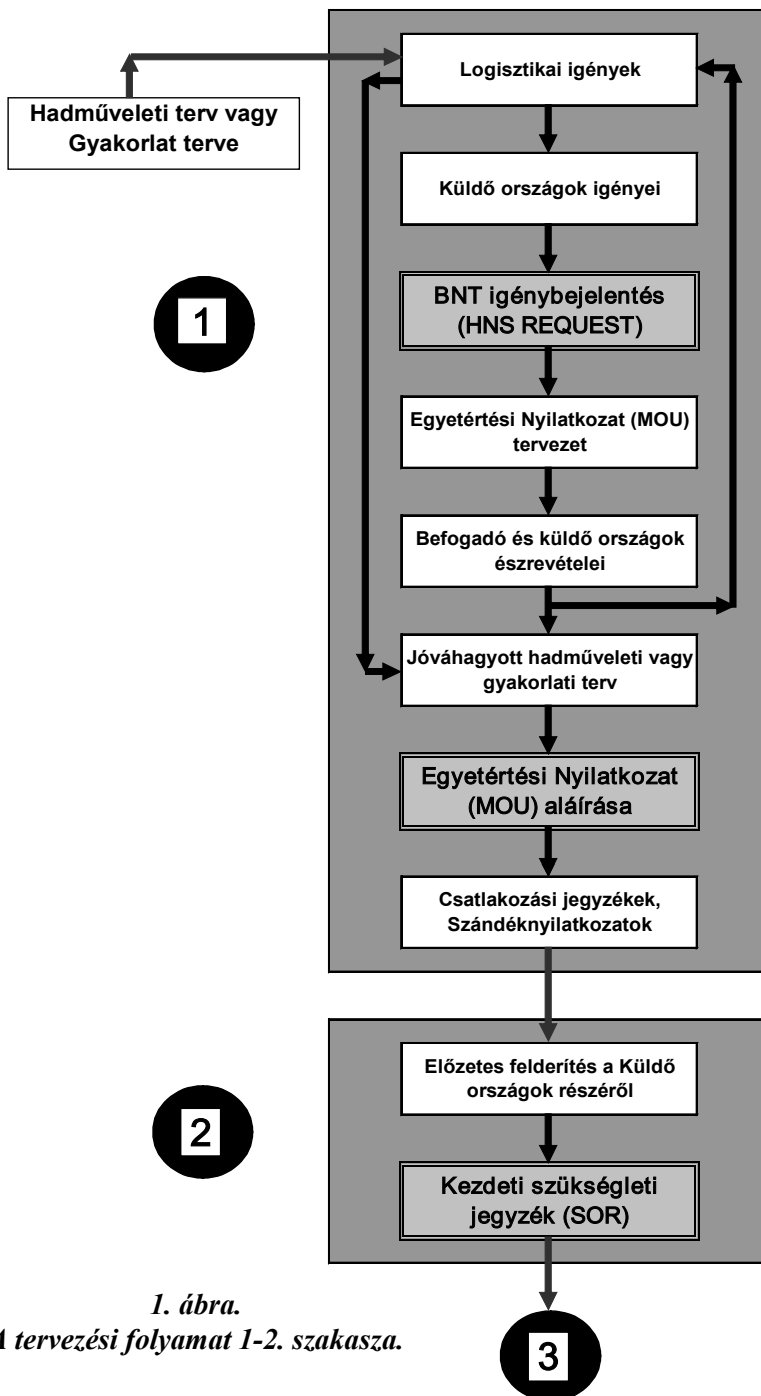 Logisztikai igények
Hadműveleti terv vagy
Gyakorlat terve
Küldő országok igényei
1
BNT igénybejelentés
(HNS REQUEST)
Egyetértési Nyilatkozat (MOU)
tervezet
Befogadó és küldő országok
észrevételei
Jóváhagyott hadműveleti vagy
gyakorlati terv
Egyetértési Nyilatkozat
(MOU) aláírása
Csatlakozási jegyzékek,
Szándéknyilatkozatok
Előzetes felderítés a Küldő
országok részéről
2
Kezdeti szükségleti
jegyzék (SOR)
1. ábra.
A tervezési folyamat 1-2. szakasza.
3